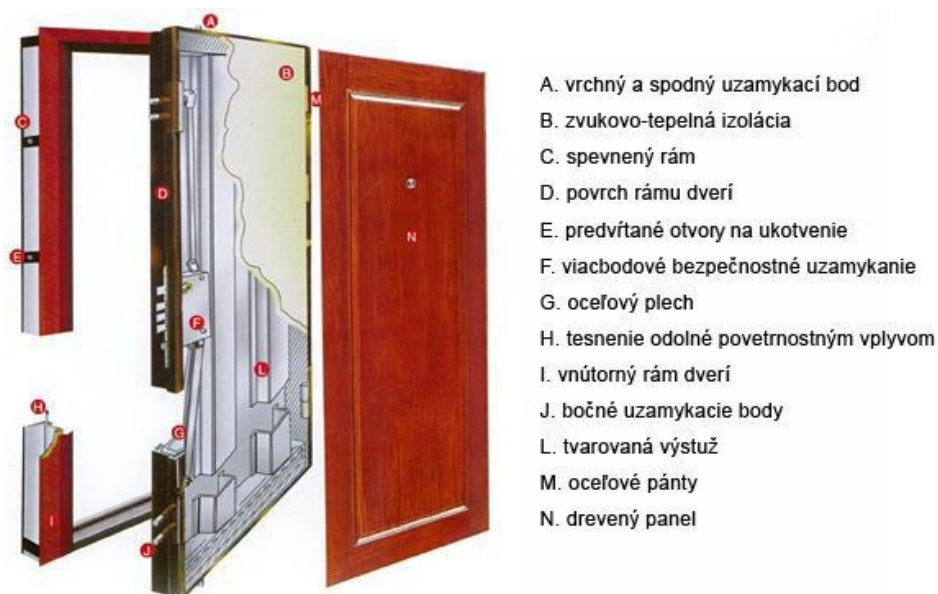 A
B
M
C
D
N
E
F
L
H
G
I
J
A. vrchný a spodný uzamykací bod
B. zvukovo-tepelná izolácia
C. spevnený rám
D. povrch rámu dverí
E. predvŕtané otvory na ukotvenie
F. viacbodové bezpečnostné uzamykanie
G. oceľový plech
H. tesnenie odolné povetrnostným vplyvom
I. vnútorný rám dverí
J. bočné uzamykacie body
L. tvarovaná výstuž
M. oceľové pánty
N. drevený panel